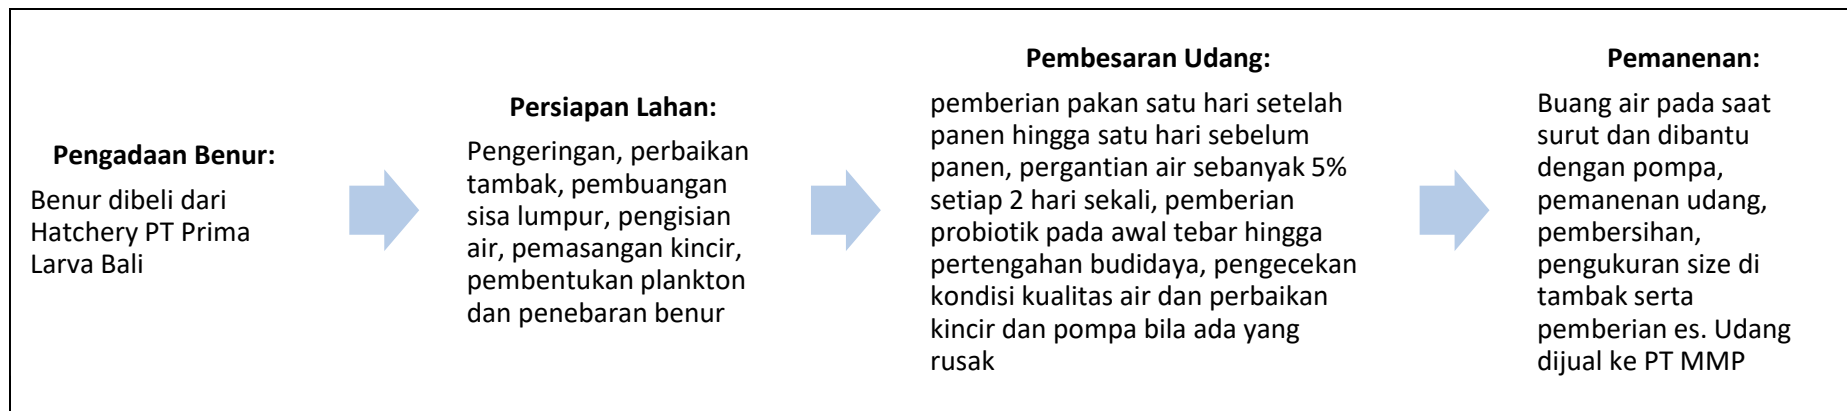 Pengadaan Benur:
Benur dibeli dari
Hatchery PT Prima
Larva Bali
Persiapan Lahan:
Pengeringan, perbaikan
tambak, pembuangan
sisa lumpur, pengisian
air, pemasangan kincir,
pembentukan plankton
dan penebaran benur
Pembesaran Udang:
pemberian pakan satu hari setelah
panen hingga satu hari sebelum
panen, pergantian air sebanyak 5%
setiap 2 hari sekali, pemberian
probiotik pada awal tebar hingga
pertengahan budidaya, pengecekan
kondisi kualitas air dan perbaikan
kincir dan pompa bila ada yang
rusak
Pemanenan:
Buang air pada saat
surut dan dibantu
dengan pompa,
pemanenan udang,
pembersihan,
pengukuran size di
tambak serta
pemberian es. Udang
dijual ke PT MMP